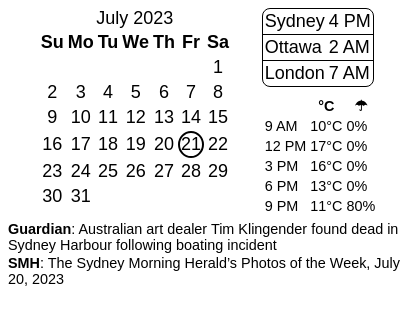 July 2023
Su Mo Tu We Th Fr Sa
1
2 3 4 5 6 7 8
9 10 11 12 13 14 15
16 17 18 19 20 21 22
23 24 25 26 27 28 29
30 31
Sydney 4 PM
Ottawa 2 AM
London 7 AM
°C ☂
9 AM 10°C 0%
12 PM 17°C 0%
3 PM 16°C 0%
6 PM 13°C 0%
9 PM 11°C 80%
Guardian: Australian art dealer Tim Klingender found dead in
Sydney Harbour following boating incident
SMH: The Sydney Morning Herald’s Photos of the Week, July
20, 2023